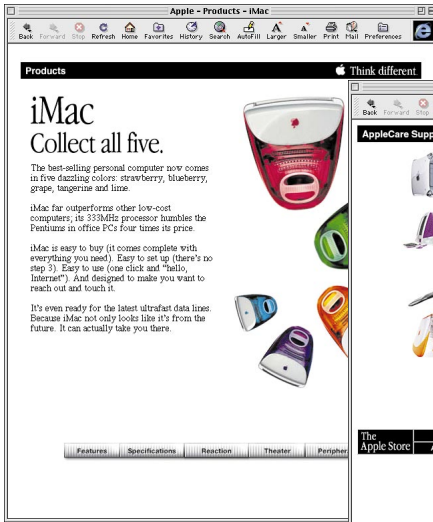 Apple - Products - iMac
Back Forward Stop Refresh Home Favorites History Search AutoFill Larger Smaller Print Mail Preferences
Products
Think different.
iMac
Collect all five.
The best-selling personal computer now comes
in five dazzling colors: strawberry, blueberry,
grape, tangerine and lime.
iMac far outperforms other low-cost
computers; its 333MHz processor humbles the
Pentiums in office PCs four times its price.
iMac is easy to buy (it comes complete with
everything you need). Easy to set up (there's no
step 3). Easy to use (one click and "hello,
Internet"). And designed to make you want to
reach out and touch it.
It's even ready for the latest ultrafast data lines.
Because iMac not only looks like it's from the
future. It can actually take you there.
Features Specifications Reaction Theater Peripher
Back Forward Stop
AppleCare Supp
The
Apple Store